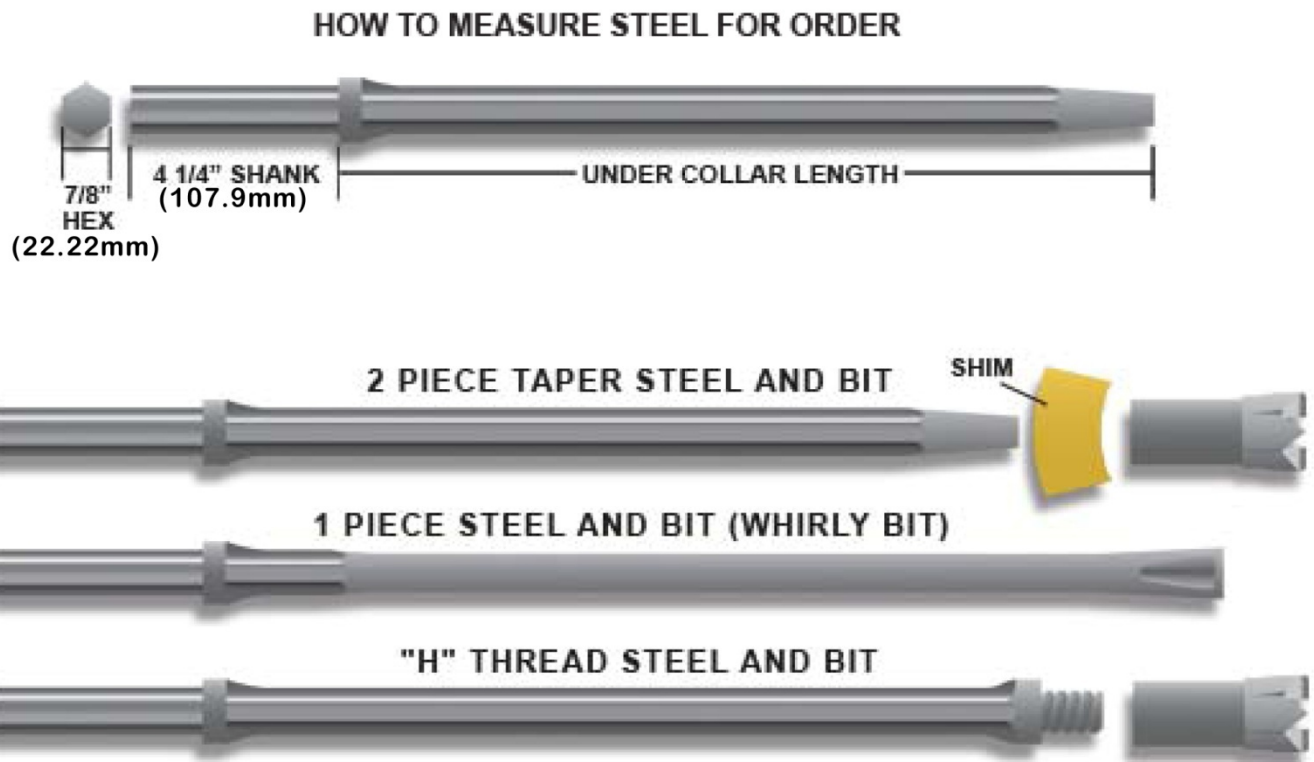 HOW TO MEASURE STEEL FOR ORDER
4 1/4" SHANK
(107.9mm)
UNDER COLLAR LENGTH
7/8"
HEX
(22.22mm)
2 PIECE TAPER STEEL AND BIT
SHIM
1 PIECE STEEL AND BIT (WHIRLY BIT)
"H" THREAD STEEL AND BIT